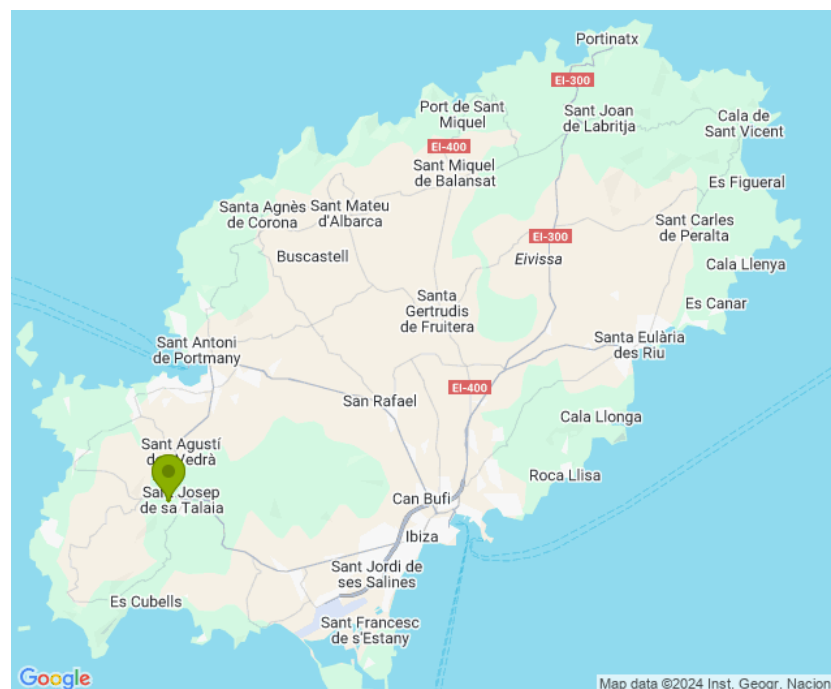 Portinatx
EI-300
Port de Sant
Miquel
Sant Joan
de Labritja
Cala de
Sant Vicent
EI-400
Sant Miquel
de Balansat
Es Figueral
Santa Agnès
de Corona
Sant Mateu
d'Albarca
Sant Carles
de Peralta
EI-300
Buscastell
Eivissa
Cala Llenya
Santa
Gertrudis
de Fruitera
Es Canar
Sant Antoni
de Portmany
Santa Eulària
des Riu
EI-400
San Rafael
Cala Llonga
Sant Agustí
Vedrà
Roca Llisa
Sant Josep
de sa Talaia
Can Bufi
Ibiza
Sant Jordi de
ses Salines
Es Cubells
Sant Francesc
de s'Estany
Google
Map data ©2024 Inst. Geogr. Nacion